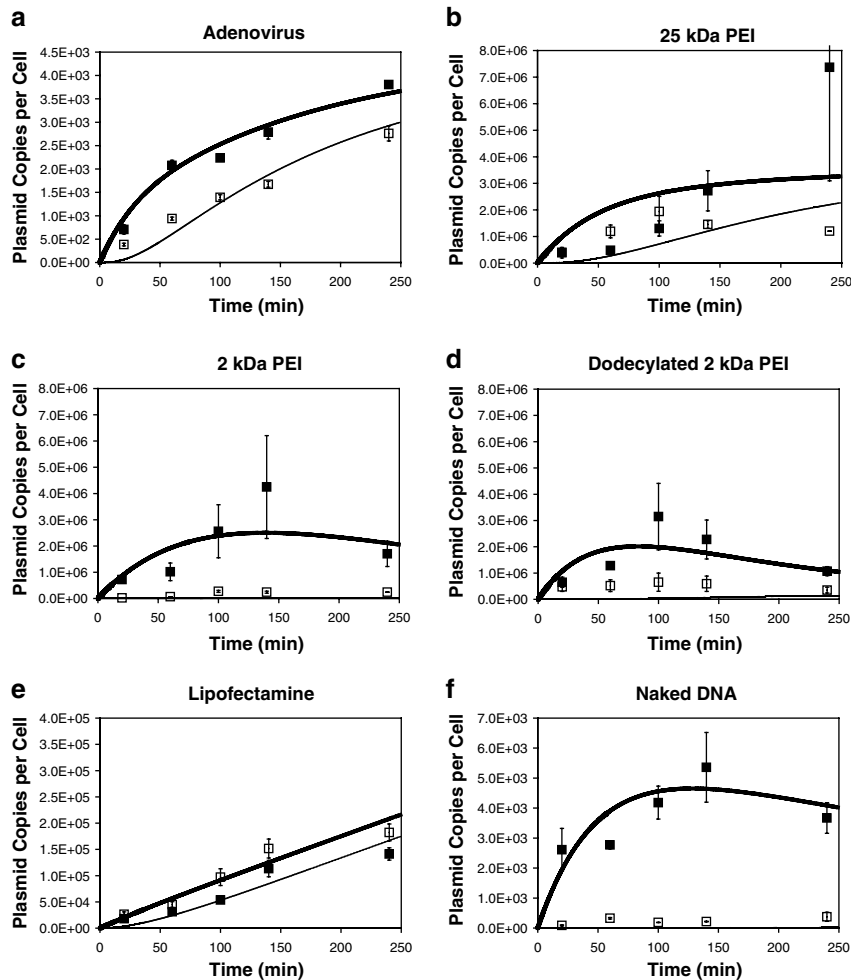 a
Adenovirus
Plasmid Copies per Cell
4.5E+03
4.0E+03
3.5E+03
3.0E+03
2.5E+03
2.0E+03
1.5E+03
1.0E+03
5.0E+02
0.0E+00
0 50 100 150 200 250
Time (min)
b
25 kDa PEI
Plasmid Copies per Cell
8.0E+06
7.0E+06
6.0E+06
5.0E+06
4.0E+06
3.0E+06
2.0E+06
1.0E+06
0.0E+00
0 50 100 150 200 250
Time (min)
c
2 kDa PEI
Plasmid Copies per Cell
8.0E+06
7.0E+06
6.0E+06
5.0E+06
4.0E+06
3.0E+06
2.0E+06
1.0E+06
0.0E+00
0 50 100 150 200 250
Time (min)
d
Dodecylated 2 kDa PEI
Plasmid Copies per Cell
8.0E+06
7.0E+06
6.0E+06
5.0E+06
4.0E+06
3.0E+06
2.0E+06
1.0E+06
0.0E+00
0 50 100 150 200 250
Time (min)
e
Lipofectamine
Plasmid Copies per Cell
4.0E+05
3.5E+05
3.0E+05
2.5E+05
2.0E+05
1.5E+05
1.0E+05
5.0E+04
0.0E+00
0 50 100 150 200 250
Time (min)
f
Naked DNA
Plasmid Copies per Cell
7.0E+03
6.0E+03
5.0E+03
4.0E+03
3.0E+03
2.0E+03
1.0E+03
0.0E+00
0 50 100 150 200 250
Time (min)